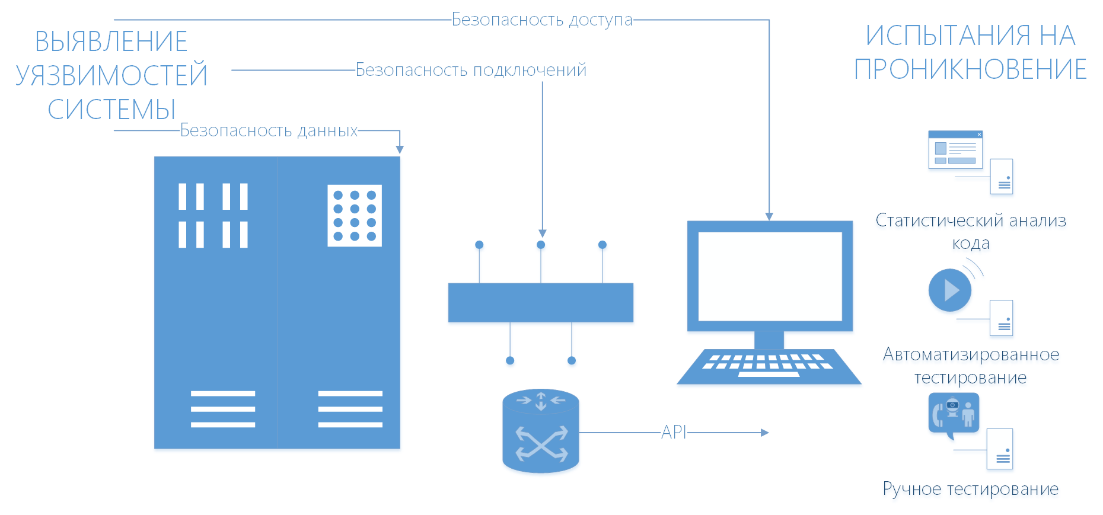 Безопасность доступа
ВЫЯВЛЕНИЕ
УЯЗВИМОСТЕЙ
СИСТЕМЫ
Безопасность подключений
Безопасность данных
API
ИСПЫТАНИЯ НА
ПРОНИКНОВЕНИЕ
Статистический анализ
кода
Автоматизированное
тестирование
Ручное тестирование